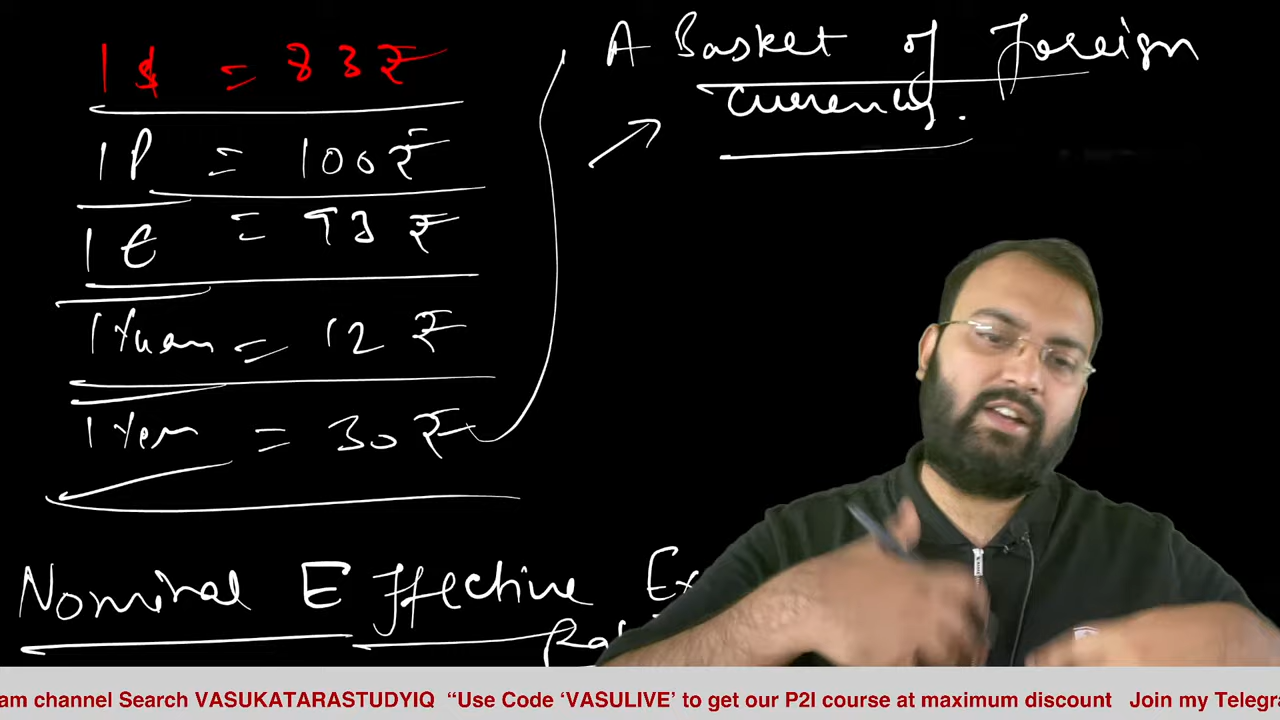 1 $ = 83₹
1 P = 100₹
1 € = 93 ₹
1 Yuan = 12 ₹
1 Yen = 30 ₹
A Basket of Foreign
currency.
Nominal Effective Ex
Ra
am channel Search VASUKATARASTUDYIQ “Use Code ‘VASULIVE’ to get our P2I course at maximum discount Join my Telegra